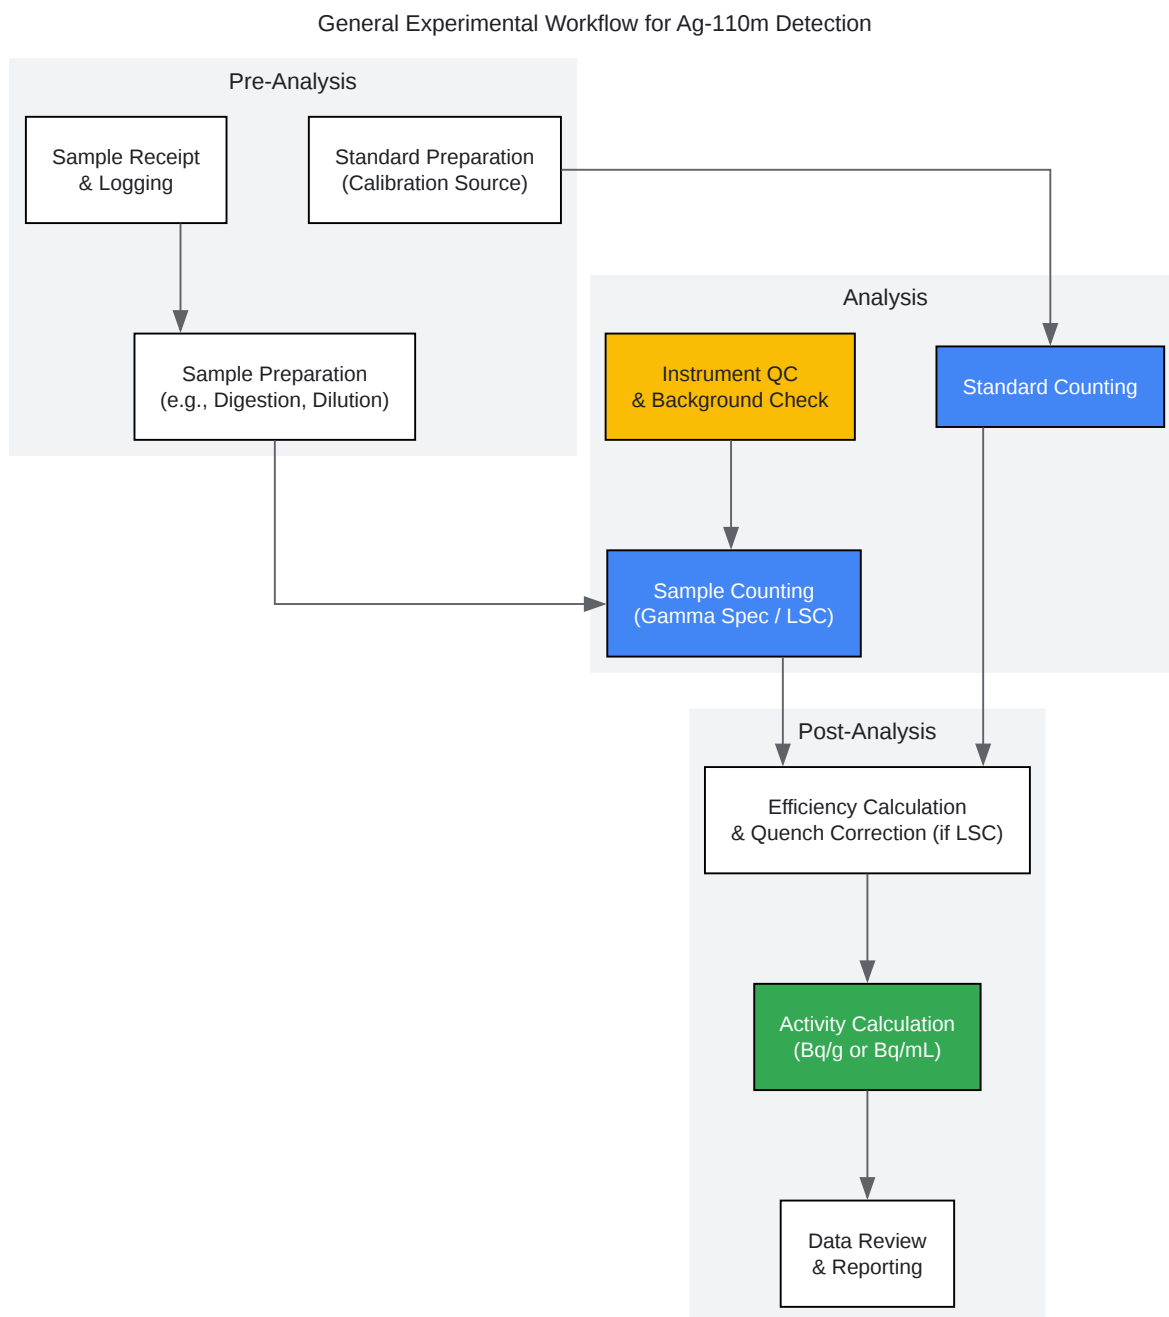 General Experimental Workflow for Ag-110m Detection
Pre-Analysis
Sample Receipt
& Logging
Standard Preparation
(Calibration Source)
Sample Preparation
(e.g., Digestion, Dilution)
Analysis
Instrument QC
& Background Check
Standard Counting
Sample Counting
(Gamma Spec / LSC)
Post-Analysis
Efficiency Calculation
& Quench Correction (if LSC)
Activity Calculation
(Bq/g or Bq/mL)
Data Review
& Reporting